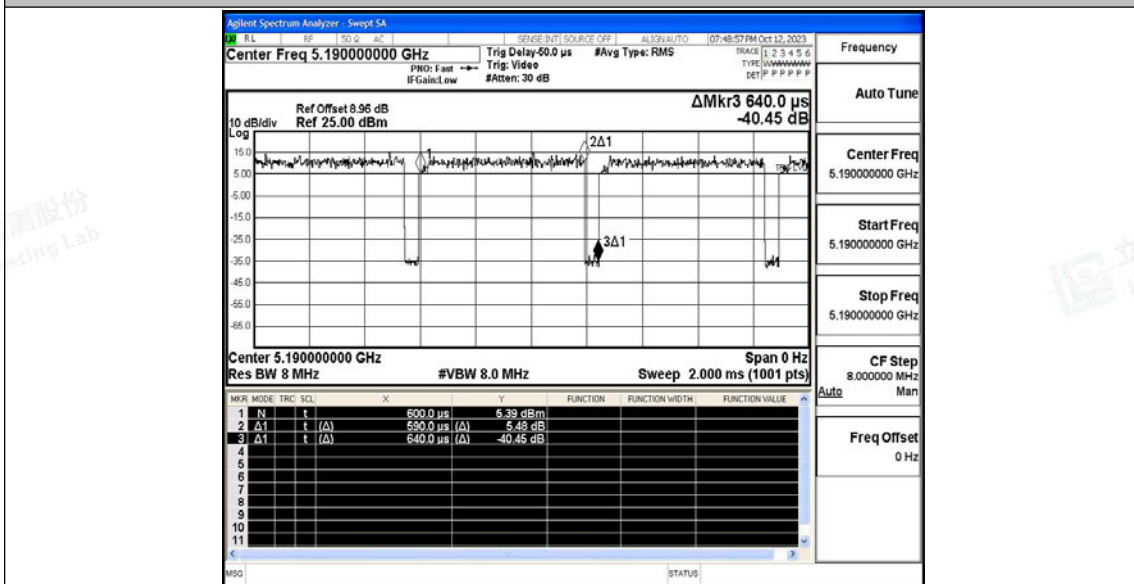 Agilent Spectrum Analyzer - Swept SA
RL RF 50 Ω AC SENSE:INT SOURCE OFF ALIGN AUTO 07:48:57 PM Oct 12, 2023
Center Freq 5.190000000 GHz
PNO: Fast
IFGain:Low
Trig Delay-50.0 µs
Trig: Video
#Atten: 30 dB
#Avg Type: RMS
TRACE 1 2 3 4 5 6
TYPE
DET P P P P P P
Ref Offset 8.96 dB
10 dB/div Ref 25.00 dBm
Log
ΔMkr3 640.0 µs
-40.45 dB
15.0
5.00
-5.00
-15.0
-25.0
-35.0
-45.0
-55.0
-65.0
1
2Δ1
3Δ1
Center 5.190000000 GHz Span 0 Hz
Res BW 8 MHz #VBW 8.0 MHz Sweep 2.000 ms (1001 pts)
MKR MODE TRC SCL X Y FUNCTION FUNCTION WIDTH FUNCTION VALUE
1 N t 600.0 µs 5.39 dBm
2 Δ1 t (Δ) 590.0 µs (Δ) 5.48 dB
3 Δ1 t (Δ) 640.0 µs (Δ) -40.45 dB
4
5
6
7
8
9
10
11
MSG STATUS
Frequency
Auto Tune
Center Freq
5.190000000 GHz
Start Freq
5.190000000 GHz
Stop Freq
5.190000000 GHz
CF Step
8.000000 MHz
Auto Man
Freq Offset
0 Hz
股份
Lab
立